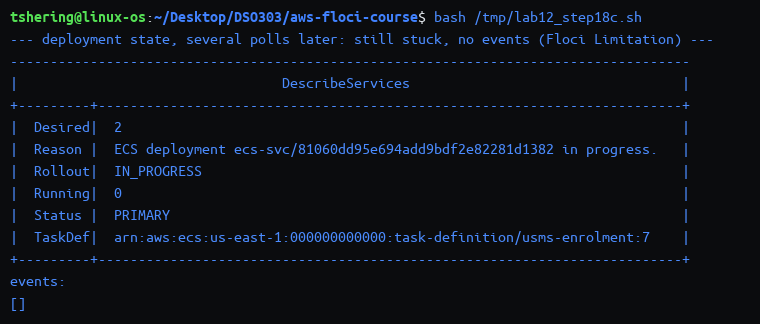 tshering@linux-os:~/Desktop/DSO303/aws-floci-course$ bash /tmp/lab12_step18c.sh
--- deployment state, several polls later: still stuck, no events (Floci Limitation) ---
-------------------------------------------------------------------------------------
|                                 DescribeServices                                  |
+---------+-------------------------------------------------------------------------+
|  Desired|  2                                                                      |
|  Reason |  ECS deployment ecs-svc/81060dd95e694add9bdf2e82281d1382 in progress.   |
|  Rollout|  IN_PROGRESS                                                            |
|  Running|  0                                                                      |
|  Status |  PRIMARY                                                                |
|  TaskDef|  arn:aws:ecs:us-east-1:000000000000:task-definition/usms-enrolment:7    |
+---------+-------------------------------------------------------------------------+
events:
[]